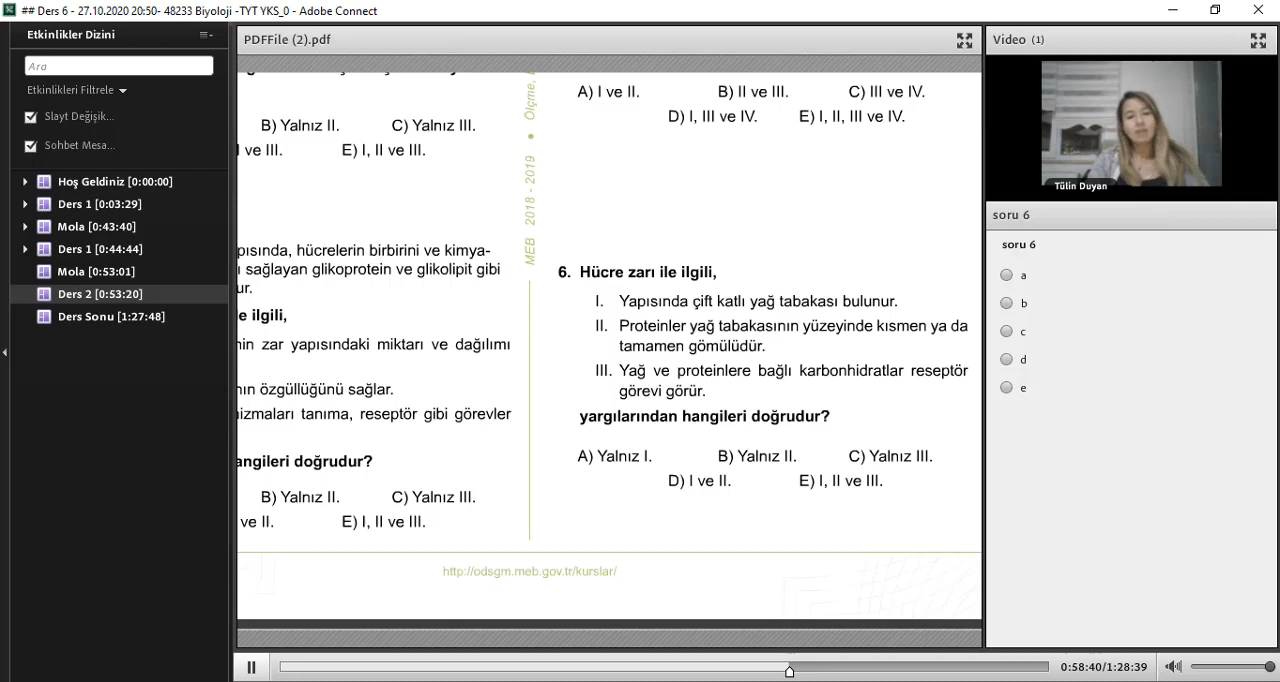 ## Ders 6 - 27.10.2020 20:50- 48233 Biyoloji -TYT YKS_0 - Adobe Connect
Etkinlikler Dizini
Ara
Etkinlikleri Filtrele
Slayt Değişik...
Sohbet Mesa...
Hoş Geldiniz [0:00:00]
Ders 1 [0:03:29]
Mola [0:43:40]
Ders 1 [0:44:44]
Mola [0:53:01]
Ders 2 [0:53:20]
Ders Sonu [1:27:48]
PDFFile (2).pdf
B) Yalnız II. C) Yalnız III.
I ve III. E) I, II ve III.
pısında, hücrelerin birbirini ve kimya-
ı sağlayan glikoprotein ve glikolipit gibi
ur.
e ilgili,
nin zar yapısındaki miktarı ve dağılımı
nın özgüllüğünü sağlar.
nizmaları tanıma, reseptör gibi görevler
angileri doğrudur?
B) Yalnız II. C) Yalnız III.
ve II. E) I, II ve III.
MEB 2018 - 2019 • Ölçme,
A) I ve II. B) II ve III. C) III ve IV.
D) I, III ve IV. E) I, II, III ve IV.
6. Hücre zarı ile ilgili,
I. Yapısında çift katlı yağ tabakası bulunur.
II. Proteinler yağ tabakasının yüzeyinde kısmen ya da
tamamen gömülüdür.
III. Yağ ve proteinlere bağlı karbonhidratlar reseptör
görevi görür.
yargılarından hangileri doğrudur?
A) Yalnız I. B) Yalnız II. C) Yalnız III.
D) I ve II. E) I, II ve III.
http://odsgm.meb.gov.tr/kurslar/
Video (1)
Tülin Duyan
soru 6
soru 6
a
b
c
d
e
0:58:40/1:28:39